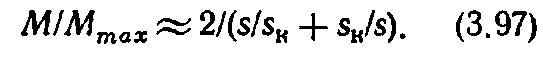 M/M_max ≈ 2/(s/s_к + s_к/s). (3.97)